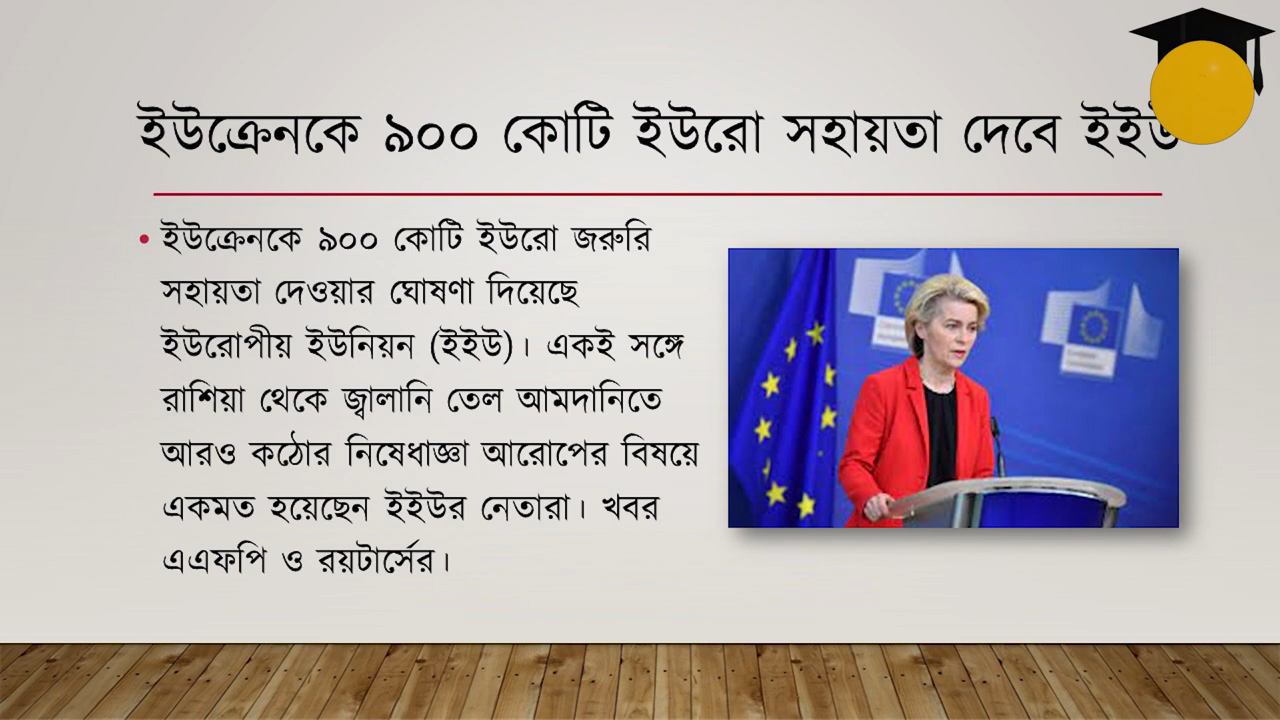 ইউক্রেনকে ৯০০ কোটি ইউরো সহায়তা দেবে ইইউ
• ইউক্রেনকে ৯০০ কোটি ইউরো জরুরি
সহায়তা দেওয়ার ঘোষণা দিয়েছে
ইউরোপীয় ইউনিয়ন (ইইউ)। একই সঙ্গে
রাশিয়া থেকে জ্বালানি তেল আমদানিতে
আরও কঠোর নিষেধাজ্ঞা আরোপের বিষয়ে
একমত হয়েছেন ইইউর নেতারা। খবর
এএফপি ও রয়টার্সের।